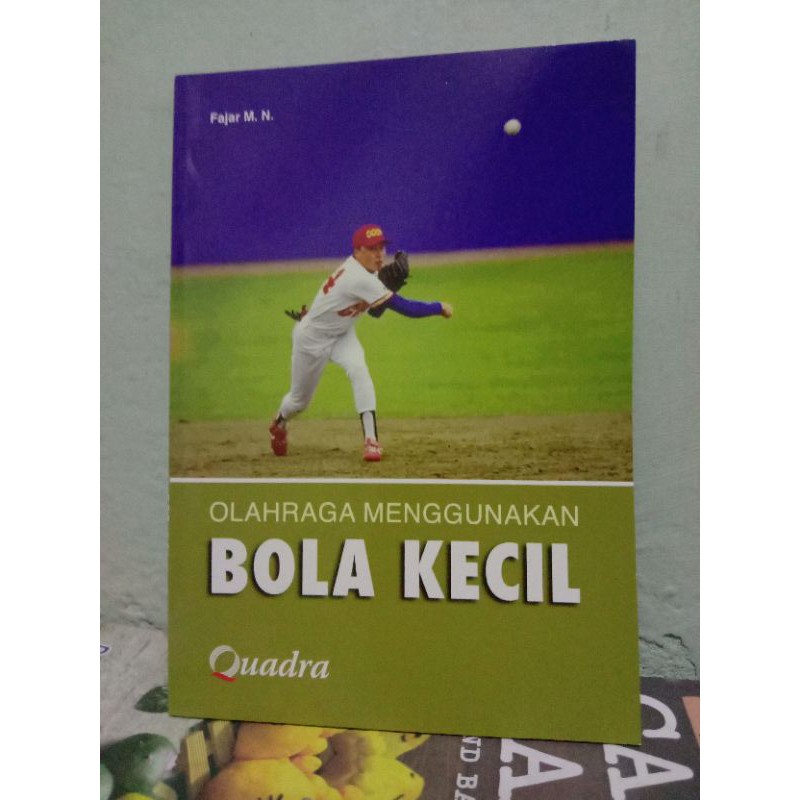 Fajar M. N.
OLAHRAGA MENGGUNAKAN
BOLA KECIL
Quadra